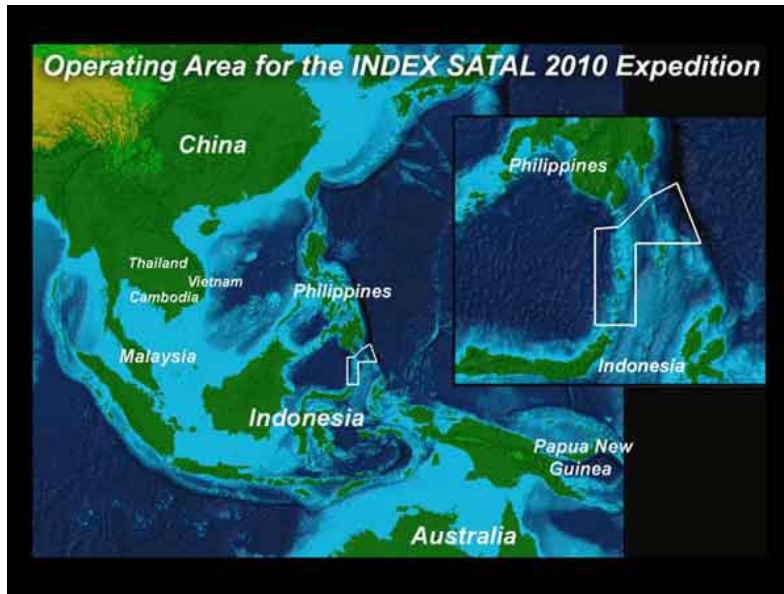 Operating Area for the INDEX SATAL 2010 Expedition
China
Philippines
Thailand
Vietnam
Cambodia
Philippines
Malaysia
Indonesia
Indonesia
Papua New
Guinea
Australia